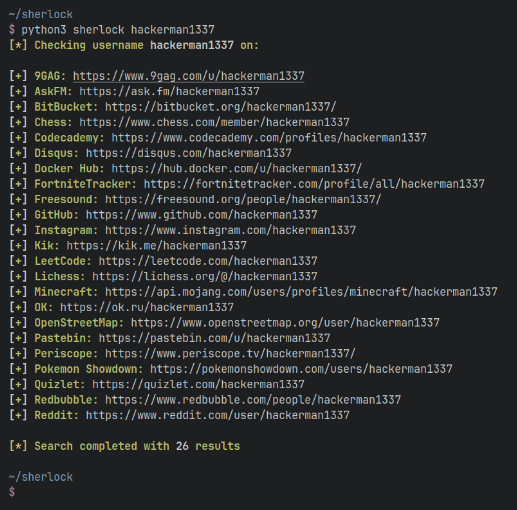 ~/sherlock
$ python3 sherlock hackerman1337
[*] Checking username hackerman1337 on:
[+] 9GAG: https://www.9gag.com/u/hackerman1337
[+] AskFM: https://ask.fm/hackerman1337
[+] BitBucket: https://bitbucket.org/hackerman1337/
[+] Chess: https://www.chess.com/member/hackerman1337
[+] Codecademy: https://www.codecademy.com/profiles/hackerman1337
[+] Disqus: https://disqus.com/hackerman1337
[+] Docker Hub: https://hub.docker.com/u/hackerman1337/
[+] FortniteTracker: https://fortnitetracker.com/profile/all/hackerman1337
[+] Freesound: https://freesound.org/people/hackerman1337/
[+] GitHub: https://www.github.com/hackerman1337
[+] Instagram: https://www.instagram.com/hackerman1337
[+] Kik: https://kik.me/hackerman1337
[+] LeetCode: https://leetcode.com/hackerman1337
[+] Lichess: https://lichess.org/@/hackerman1337
[+] Minecraft: https://api.mojang.com/users/profiles/minecraft/hackerman1337
[+] OK: https://ok.ru/hackerman1337
[+] OpenStreetMap: https://www.openstreetmap.org/user/hackerman1337
[+] Pastebin: https://pastebin.com/u/hackerman1337
[+] Periscope: https://www.periscope.tv/hackerman1337/
[+] Pokemon Showdown: https://pokemonshowdown.com/users/hackerman1337
[+] Quizlet: https://quizlet.com/hackerman1337
[+] Redbubble: https://www.redbubble.com/people/hackerman1337
[+] Reddit: https://www.reddit.com/user/hackerman1337
[*] Search completed with 26 results
~/sherlock
$